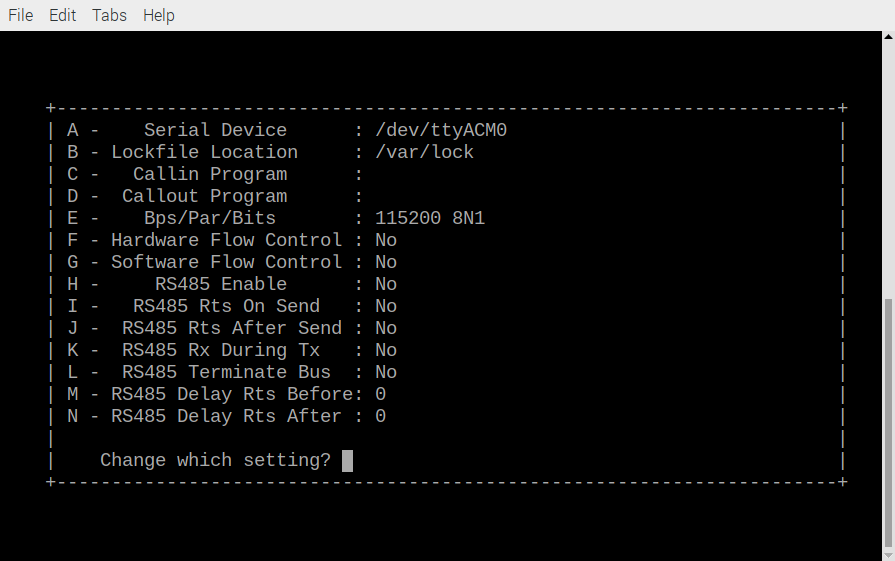 File Edit Tabs Help
+-----------------------------------------------------------------------+
| A -    Serial Device      : /dev/ttyACM0                              |
| B - Lockfile Location     : /var/lock                                 |
| C -   Callin Program      :                                           |
| D -  Callout Program      :                                           |
| E -    Bps/Par/Bits       : 115200 8N1                                |
| F - Hardware Flow Control : No                                        |
| G - Software Flow Control : No                                        |
| H -     RS485 Enable      : No                                        |
| I -   RS485 Rts On Send   : No                                        |
| J -  RS485 Rts After Send : No                                        |
| K -  RS485 Rx During Tx   : No                                        |
| L -  RS485 Terminate Bus  : No                                        |
| M - RS485 Delay Rts Before: 0                                         |
| N - RS485 Delay Rts After : 0                                         |
|                                                                       |
|    Change which setting?                                              |
+-----------------------------------------------------------------------+